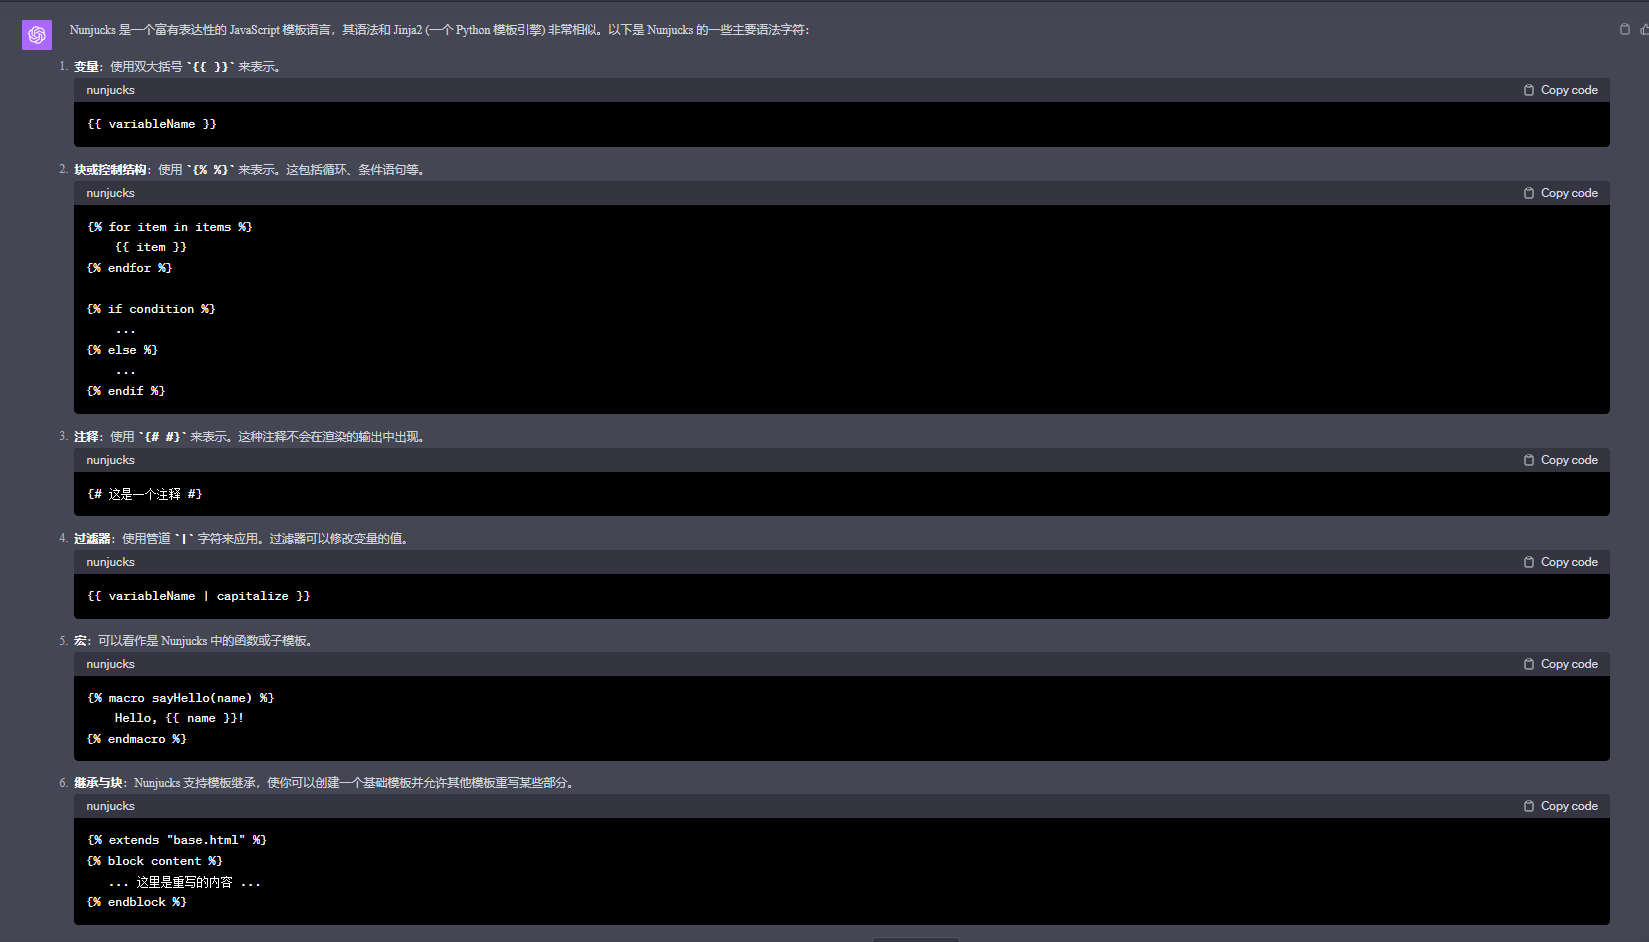 Nunjucks 是一个富有表达性的 JavaScript 模板语言，其语法和 Jinja2 (一个 Python 模板引擎) 非常相似。以下是 Nunjucks 的一些主要语法字符：
1. 变量：使用双大括号 `{{ }}` 来表示。
nunjucks Copy code
{{ variableName }}
2. 块或控制结构：使用 `{% %}` 来表示。这包括循环、条件语句等。
nunjucks Copy code
{% for item in items %}
    {{ item }}
{% endfor %}
{% if condition %}
    ...
{% else %}
    ...
{% endif %}
3. 注释：使用 `{# #}` 来表示。这种注释不会在渲染的输出中出现。
nunjucks Copy code
{# 这是一个注释 #}
4. 过滤器：使用管道 `|` 字符来应用。过滤器可以修改变量的值。
nunjucks Copy code
{{ variableName | capitalize }}
5. 宏：可以看作是 Nunjucks 中的函数或子模板。
nunjucks Copy code
{% macro sayHello(name) %}
    Hello, {{ name }}!
{% endmacro %}
6. 继承与块：Nunjucks 支持模板继承，使你可以创建一个基础模板并允许其他模板重写某些部分。
nunjucks Copy code
{% extends "base.html" %}
{% block content %}
   ... 这里是重写的内容 ...
{% endblock %}